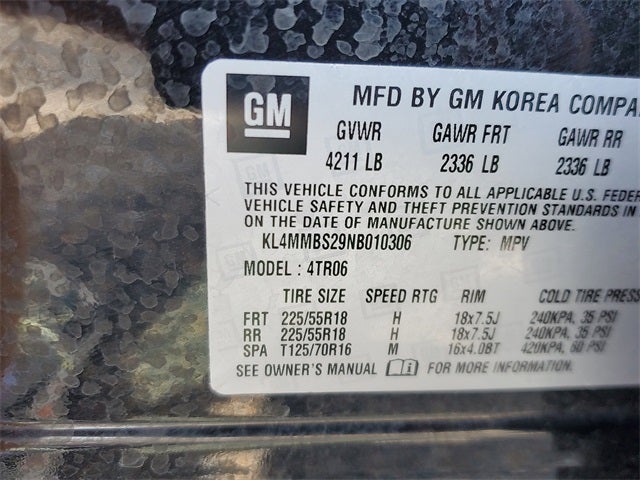 GM
MFD BY GM KOREA COMPA
GVWR GAWR FRT GAWR RR
4211 LB 2336 LB 2336 LB
THIS VEHICLE CONFORMS TO ALL APPLICABLE U.S. FEDER
VEHICLE SAFETY AND THEFT PREVENTION STANDARDS IN
ON THE DATE OF MANUFACTURE SHOWN ABOVE.
KL4MMBS29NB010306 TYPE: MPV
MODEL : 4TR06
TIRE SIZE SPEED RTG RIM COLD TIRE PRESS
FRT 225/55R18 H 18x7.5J 240KPA, 35 PSI
RR 225/55R18 H 18x7.5J 240KPA, 35 PSI
SPA T125/70R16 M 16x4.0BT 420KPA, 60 PSI
SEE OWNER'S MANUAL FOR MORE INFORMATION.